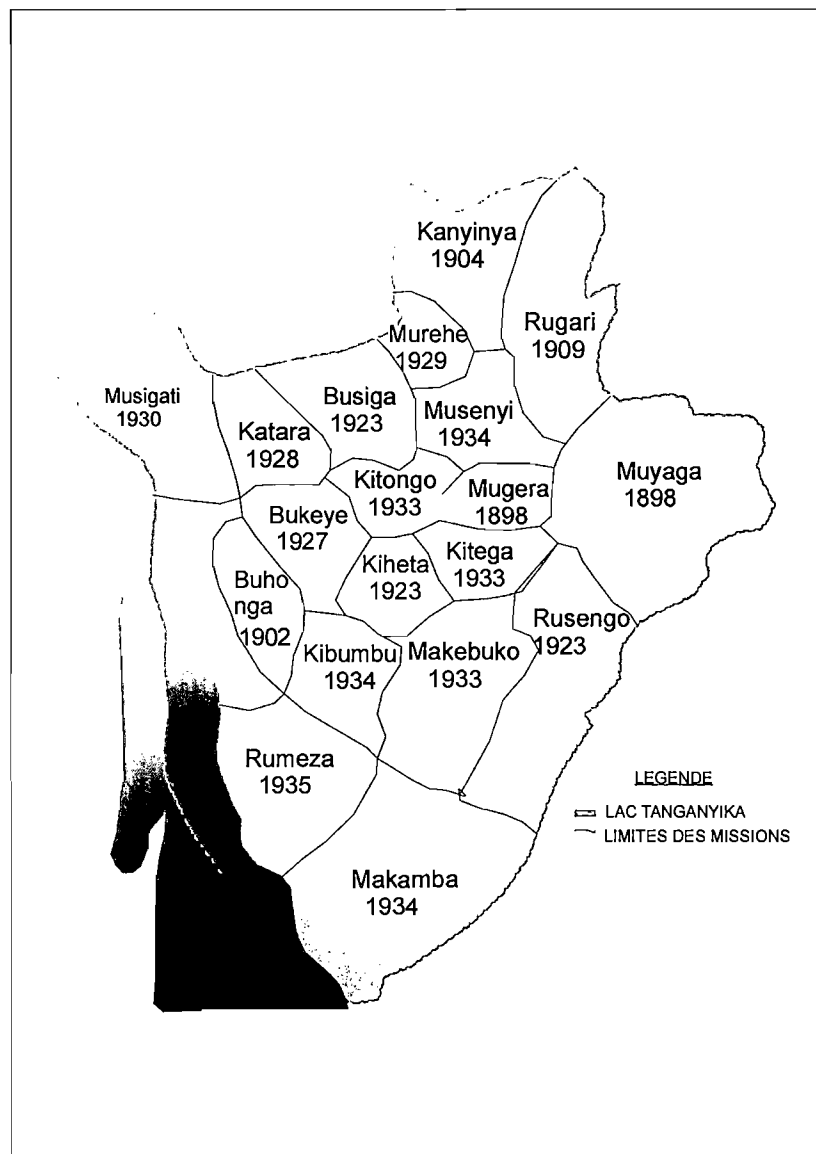 Kanyinya
1904
Rugari
1909
Murehe
1929
Musigati
1930
Busiga
1923
Musenyi
1934
Katara
1928
Kitongo
1933
Mugera
1898
Muyaga
1898
Bukeye
1927
Kiheta
1923
Kitega
1933
Buho
nga
1902
Rusengo
1923
Kibumbu
1934
Makebuko
1933
Rumeza
1935
Makamba
1934
LEGENDE
LAC TANGANYIKA
LIMITES DES MISSIONS